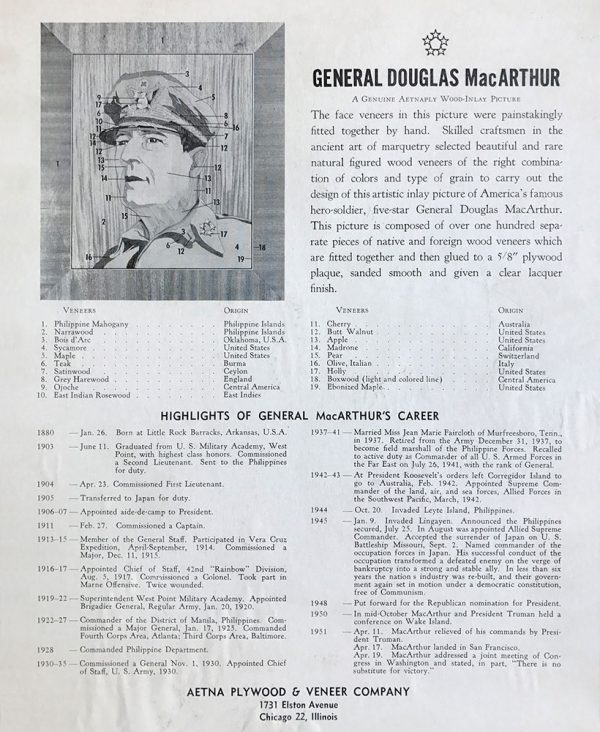 GENERAL DOUGLAS MacARTHUR
A GENUINE AETNAPLY WOOD-INLAY PICTURE
The face veneers in this picture were painstakingly
fitted together by hand. Skilled craftsmen in the
ancient art of marquetry selected beautiful and rare
natural figured wood veneers of the right combina-
tion of colors and type of grain to carry out the
design of this artistic inlay picture of America's famous
hero-soldier, five-star General Douglas MacArthur.
This picture is composed of over one hundred sepa-
rate pieces of native and foreign wood veneers which
are fitted together and then glued to a 5/8" plywood
plaque, sanded smooth and given a clear lacquer
finish.
VENEERS ORIGIN
1. Philippine Mahogany Philippine Islands
2. Narrawood Philippine Islands
3. Bois d'Arc Oklahoma, U.S.A.
4. Sycamore United States
5. Maple United States
6. Teak Burma
7. Satinwood Ceylon
8. Grey Harewood England
9. Ojoche Central America
10. East Indian Rosewood East Indies
VENEERS ORIGIN
11. Cherry Australia
12. Butt Walnut United States
13. Apple United States
14. Madrone California
15. Pear Switzerland
16. Olive, Italian Italy
17. Holly United States
18. Boxwood (light and colored line) Central America
19. Ebonized Maple United States
HIGHLIGHTS OF GENERAL MacARTHUR'S CAREER
1880 —Jan. 26. Born at Little Rock Barracks, Arkansas, U.S.A.
1903 —June 11. Graduated from U. S. Military Academy, West
Point, with highest class honors. Commissioned
a Second Lieutenant. Sent to the Philippines
for duty.
1904 —Apr. 23. Commissioned First Lieutenant.
1905 —Transferred to Japan for duty.
1906-07 —Appointed aide-de-camp to President.
1911 —Feb. 27. Commissioned a Captain.
1913-15 —Member of the General Staff. Participated in Vera Cruz
Expedition, April-September, 1914. Commissioned a
Major, Dec. 11, 1915.
1916-17 —Appointed Chief of Staff, 42nd "Rainbow" Division,
Aug. 5, 1917. Commissioned a Colonel. Took part in
Marne Offensive. Twice wounded.
1919-22 —Superintendent West Point Military Academy. Appointed
Brigadier General, Regular Army, Jan. 20, 1920.
1922-27 —Commander of the District of Manila, Philippines. Com-
missioned a Major General, Jan. 17, 1925. Commanded
Fourth Corps Area, Atlanta; Third Corps Area, Baltimore.
1928 —Commanded Philippine Department.
1930-35 —Commissioned a General Nov. 1, 1930. Appointed Chief
of Staff, U. S. Army, 1930.
1937-41 —Married Miss Jean Marie Faircloth of Murfreesboro, Tenn.,
in 1937. Retired from the Army December 31, 1937, to
become field marshall of the Philippine Forces. Recalled
to active duty as Commander of all U. S. Armed Forces in
the Far East on July 26, 1941, with the rank of General.
1942-43 —At President Roosevelt's orders left Corregidor Island to
go to Australia, Feb. 1942. Appointed Supreme Com-
mander of the land, air, and sea forces, Allied Forces in
the Southwest Pacific, March, 1942.
1944 —Oct. 20. Invaded Leyte Island, Philippines.
1945 —Jan. 9. Invaded Lingayen. Announced the Philippines
secured, July 25. In August was appointed Allied Supreme
Commander. Accepted the surrender of Japan on U. S.
Battleship Missouri, Sept. 2. Named commander of the
occupation forces in Japan. His successful conduct of the
occupation transformed a defeated enemy on the verge of
bankruptcy into a strong and stable ally. In less than six
years the nation s industry was re-built, and their govern-
ment again set in motion under a democratic constitution,
free of Communism.
1948 —Put forward for the Republican nomination for President.
1950 —In mid-October MacArthur and President Truman held a
conference on Wake Island.
1951 —Apr. 11. MacArthur relieved of his commands by Presi-
dent Truman.
Apr. 17. MacArthur landed in San Francisco.
Apr. 19. MacArthur addressed a joint meeting of Con-
gress in Washington and stated, in part, "There is no
substitute for victory."
AETNA PLYWOOD & VENEER COMPANY
1731 Elston Avenue
Chicago 22, Illinois